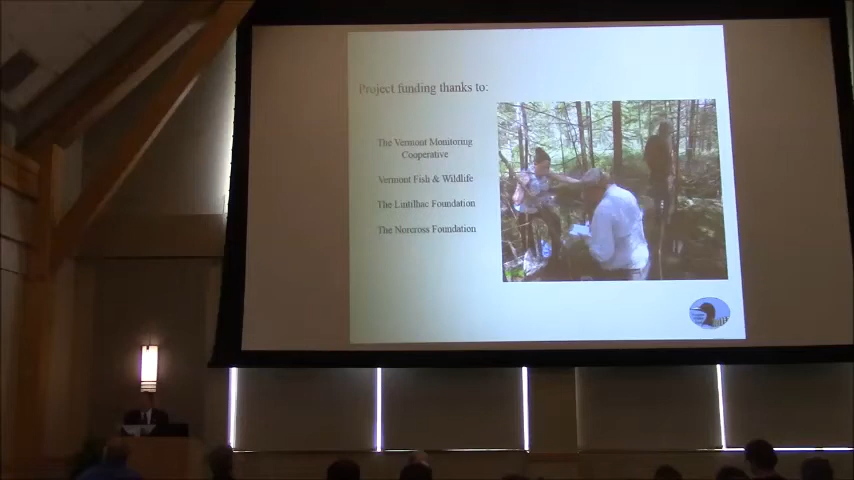 Project funding thanks to:
The Vermont Monitoring
Cooperative
Vermont Fish & Wildlife
The Lintilhac Foundation
The Norcross Foundation